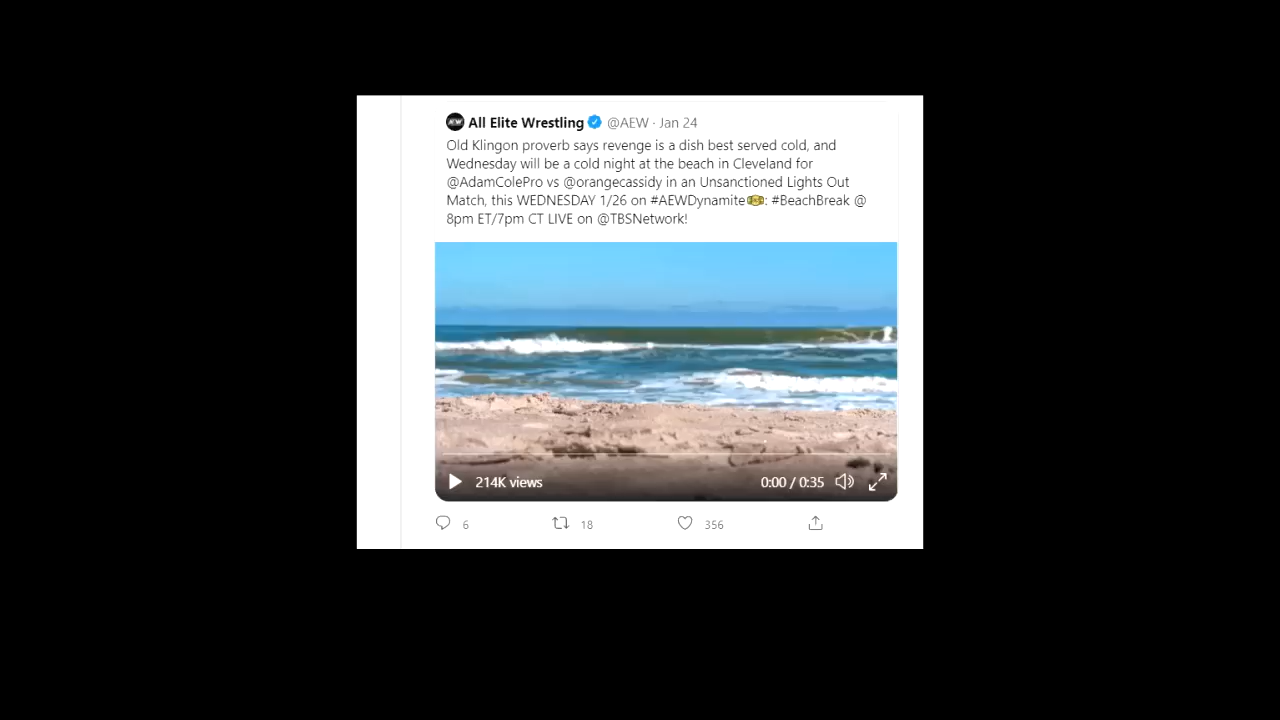 All Elite Wrestling @AEW · Jan 24
Old Klingon proverb says revenge is a dish best served cold, and
Wednesday will be a cold night at the beach in Cleveland for
@AdamColePro vs @orangecassidy in an Unsanctioned Lights Out
Match, this WEDNESDAY 1/26 on #AEWDynamite: #BeachBreak @
8pm ET/7pm CT LIVE on @TBSNetwork!
214K views 0:00 / 0:35
6 18 356